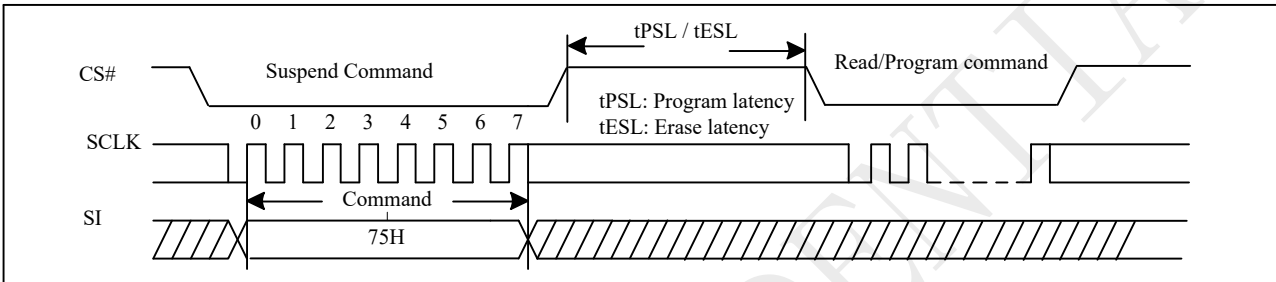 tPSL / tESL
CS#
Suspend Command
Read/Program command
tPSL: Program latency
tESL: Erase latency
0 1 2 3 4 5 6 7
SCLK
Command
SI
75H